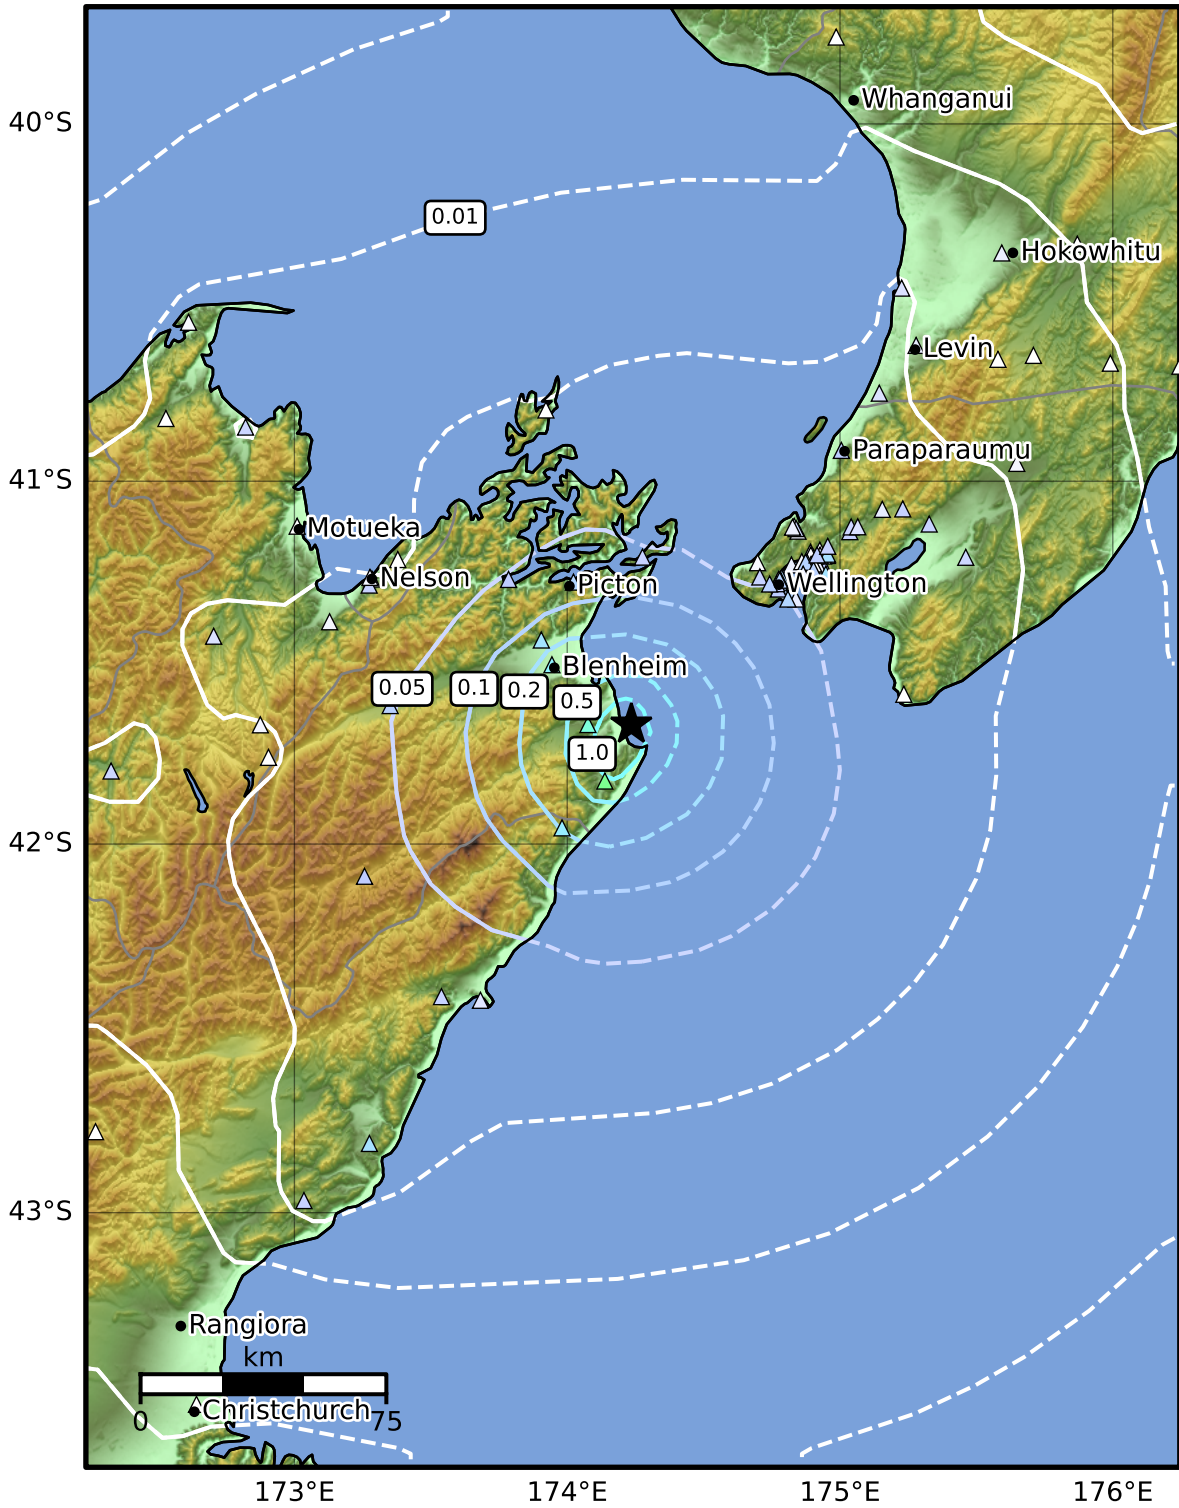 40°S
41°S
42°S
43°S
173°E
174°E
175°E
176°E
Whanganui
0.01
Hokowhitu
Levin
Paraparaumu
Motueka
Nelson
Picton
Wellington
Blenheim
0.05
0.1
0.2
0.5
1.0
Rangiora
km
Christchurch
0
75